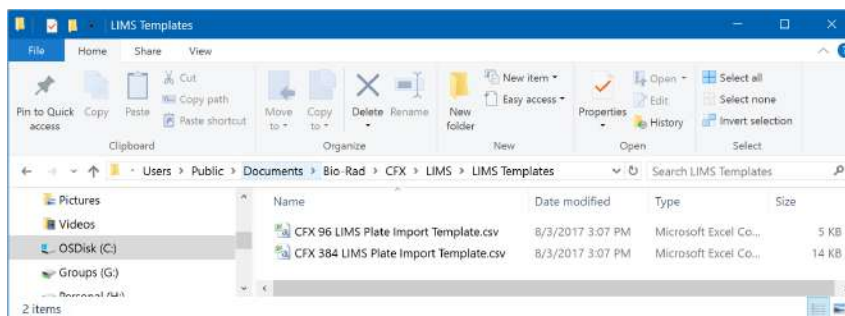 LIMS Templates
File Home Share View
Pin to Quick access
Copy
Paste
Cut
Copy path
Paste shortcut
Clipboard
Move to
Copy to
Delete
Rename
Organize
New folder
New item
Easy access
New
Properties
Open
Edit
History
Open
Select all
Select none
Invert selection
Select
Users > Public > Documents > Bio-Rad > CFX > LIMS > LIMS Templates
Search LIMS Templates
Pictures
Videos
OSDisk (C:)
Groups (G:)
Personal (H:)
Name Date modified Type Size
CFX 96 LIMS Plate Import Template.csv 8/3/2017 3:07 PM Microsoft Excel Co... 5 KB
CFX 384 LIMS Plate Import Template.csv 8/3/2017 3:07 PM Microsoft Excel Co... 14 KB
2 items